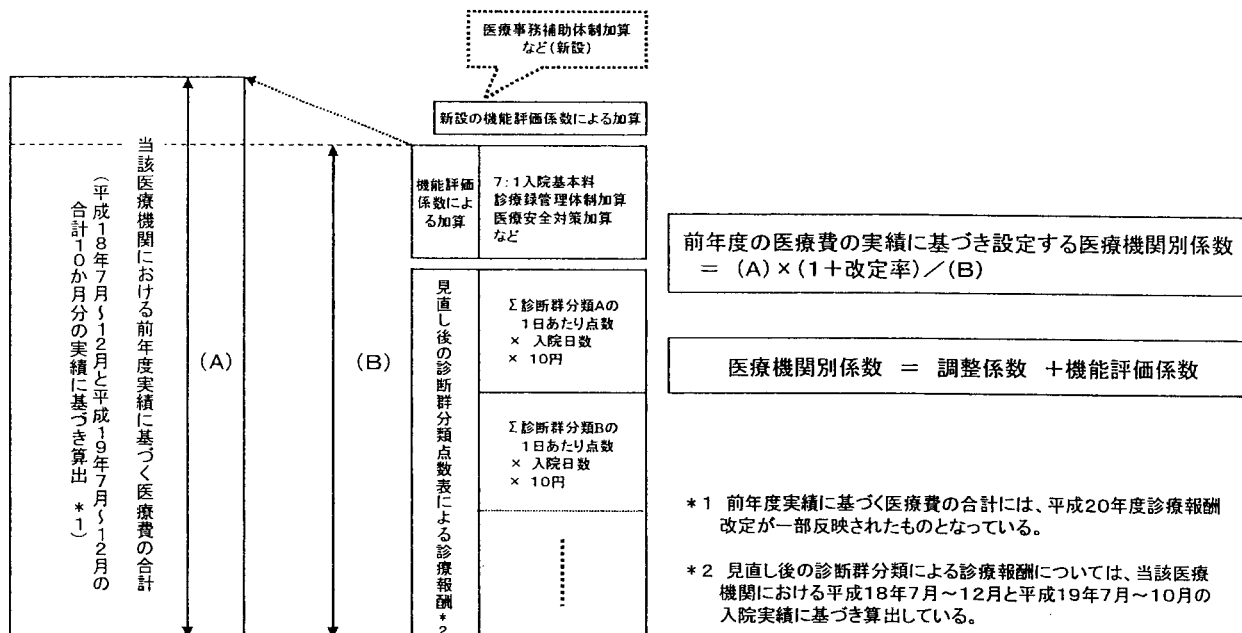 医療事務補助体制加算
など(新設)
新設の機能評価係数による加算
当該医療機関における前年度実績に基づく医療費の合計
(平成18年7月~12月と平成19年7月~12月の
合計10か月分の実績に基づき算出 *1)
(A)
(B)
機能評価
係数によ
る加算
7:1入院基本料
診療録管理体制加算
医療安全対策加算
など
見直し後の診断群分類点数表による診療報酬*2
Σ診断群分類Aの
1日あたり点数
× 入院日数
× 10円
Σ診断群分類Bの
1日あたり点数
× 入院日数
× 10円
前年度の医療費の実績に基づき設定する医療機関別係数
= (A)×(1+改定率)/(B)
医療機関別係数 = 調整係数 +機能評価係数
*1 前年度実績に基づく医療費の合計には、平成20年度診療報酬
改定が一部反映されたものとなっている。
*2 見直し後の診断群分類による診療報酬については、当該医療
機関における平成18年7月~12月と平成19年7月~10月の
入院実績に基づき算出している。